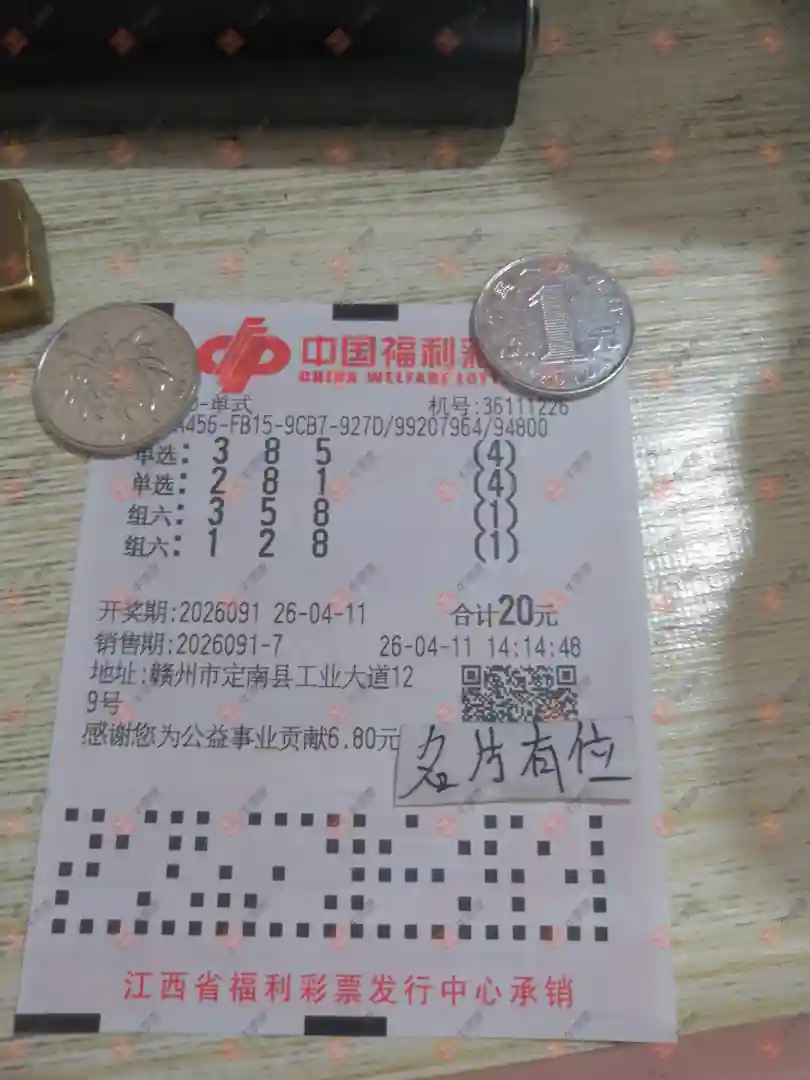 中国福利彩
CHINA WELFARE LOTT
-单式 机号:36111226
A456-FB15-9CB7-927D/99207964/94800
单选: 3 8 5 (4)
单选: 2 8 1 (4)
组六: 3 5 8 (1)
组六: 1 2 8 (1)
开奖期:2026091 26-04-11 合计20元
销售期:2026091-7 26-04-11 14:14:48
地址:赣州市定南县工业大道12
9号
感谢您为公益事业贡献6.80元
名片有位
江西省福利彩票发行中心承销
1
元